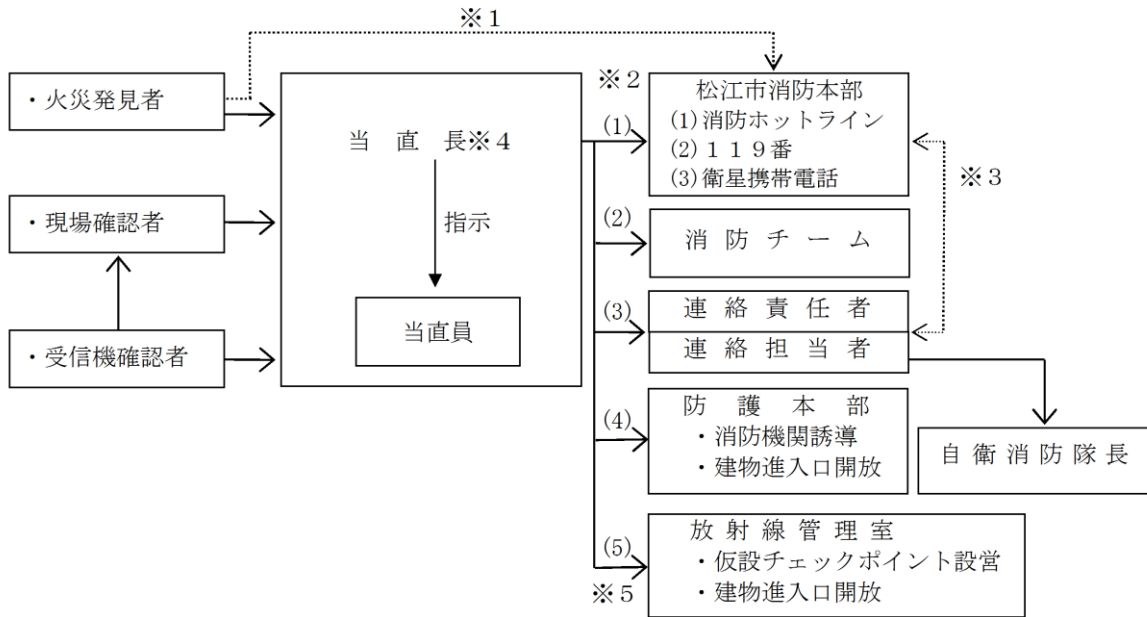 ※１
・火災発見者
・現場確認者
・受信機確認者
当直長※４
指示
当直員
※２
(1)
松江市消防本部
(1)消防ホットライン
(2)１１９番
(3)衛星携帯電話
※３
(2)
消防チーム
(3)
連絡責任者
連絡担当者
(4)
防護本部
・消防機関誘導
・建物進入口開放
自衛消防隊長
(5)
※５
放射線管理室
・仮設チェックポイント設営
・建物進入口開放